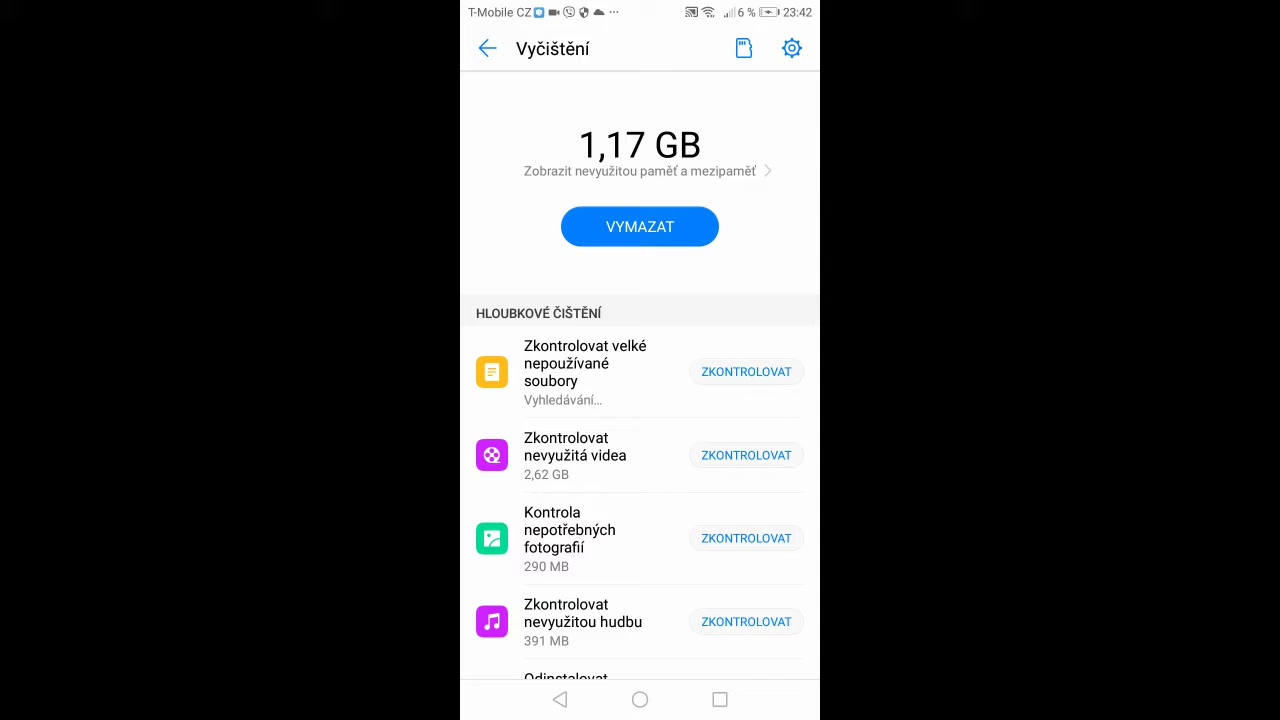 T-Mobile CZ 6 % 23:42
Vyčištění
1,17 GB
Zobrazit nevyužitou paměť a mezipaměť
VYMAZAT
HLOUBKOVÉ ČIŠTĚNÍ
Zkontrolovat velké
nepoužívané
soubory
Vyhledávání...
ZKONTROLOVAT
Zkontrolovat
nevyužitá videa
2,62 GB
ZKONTROLOVAT
Kontrola
nepotřebných
fotografií
290 MB
ZKONTROLOVAT
Zkontrolovat
nevyužitou hudbu
391 MB
ZKONTROLOVAT
Odinstalovat